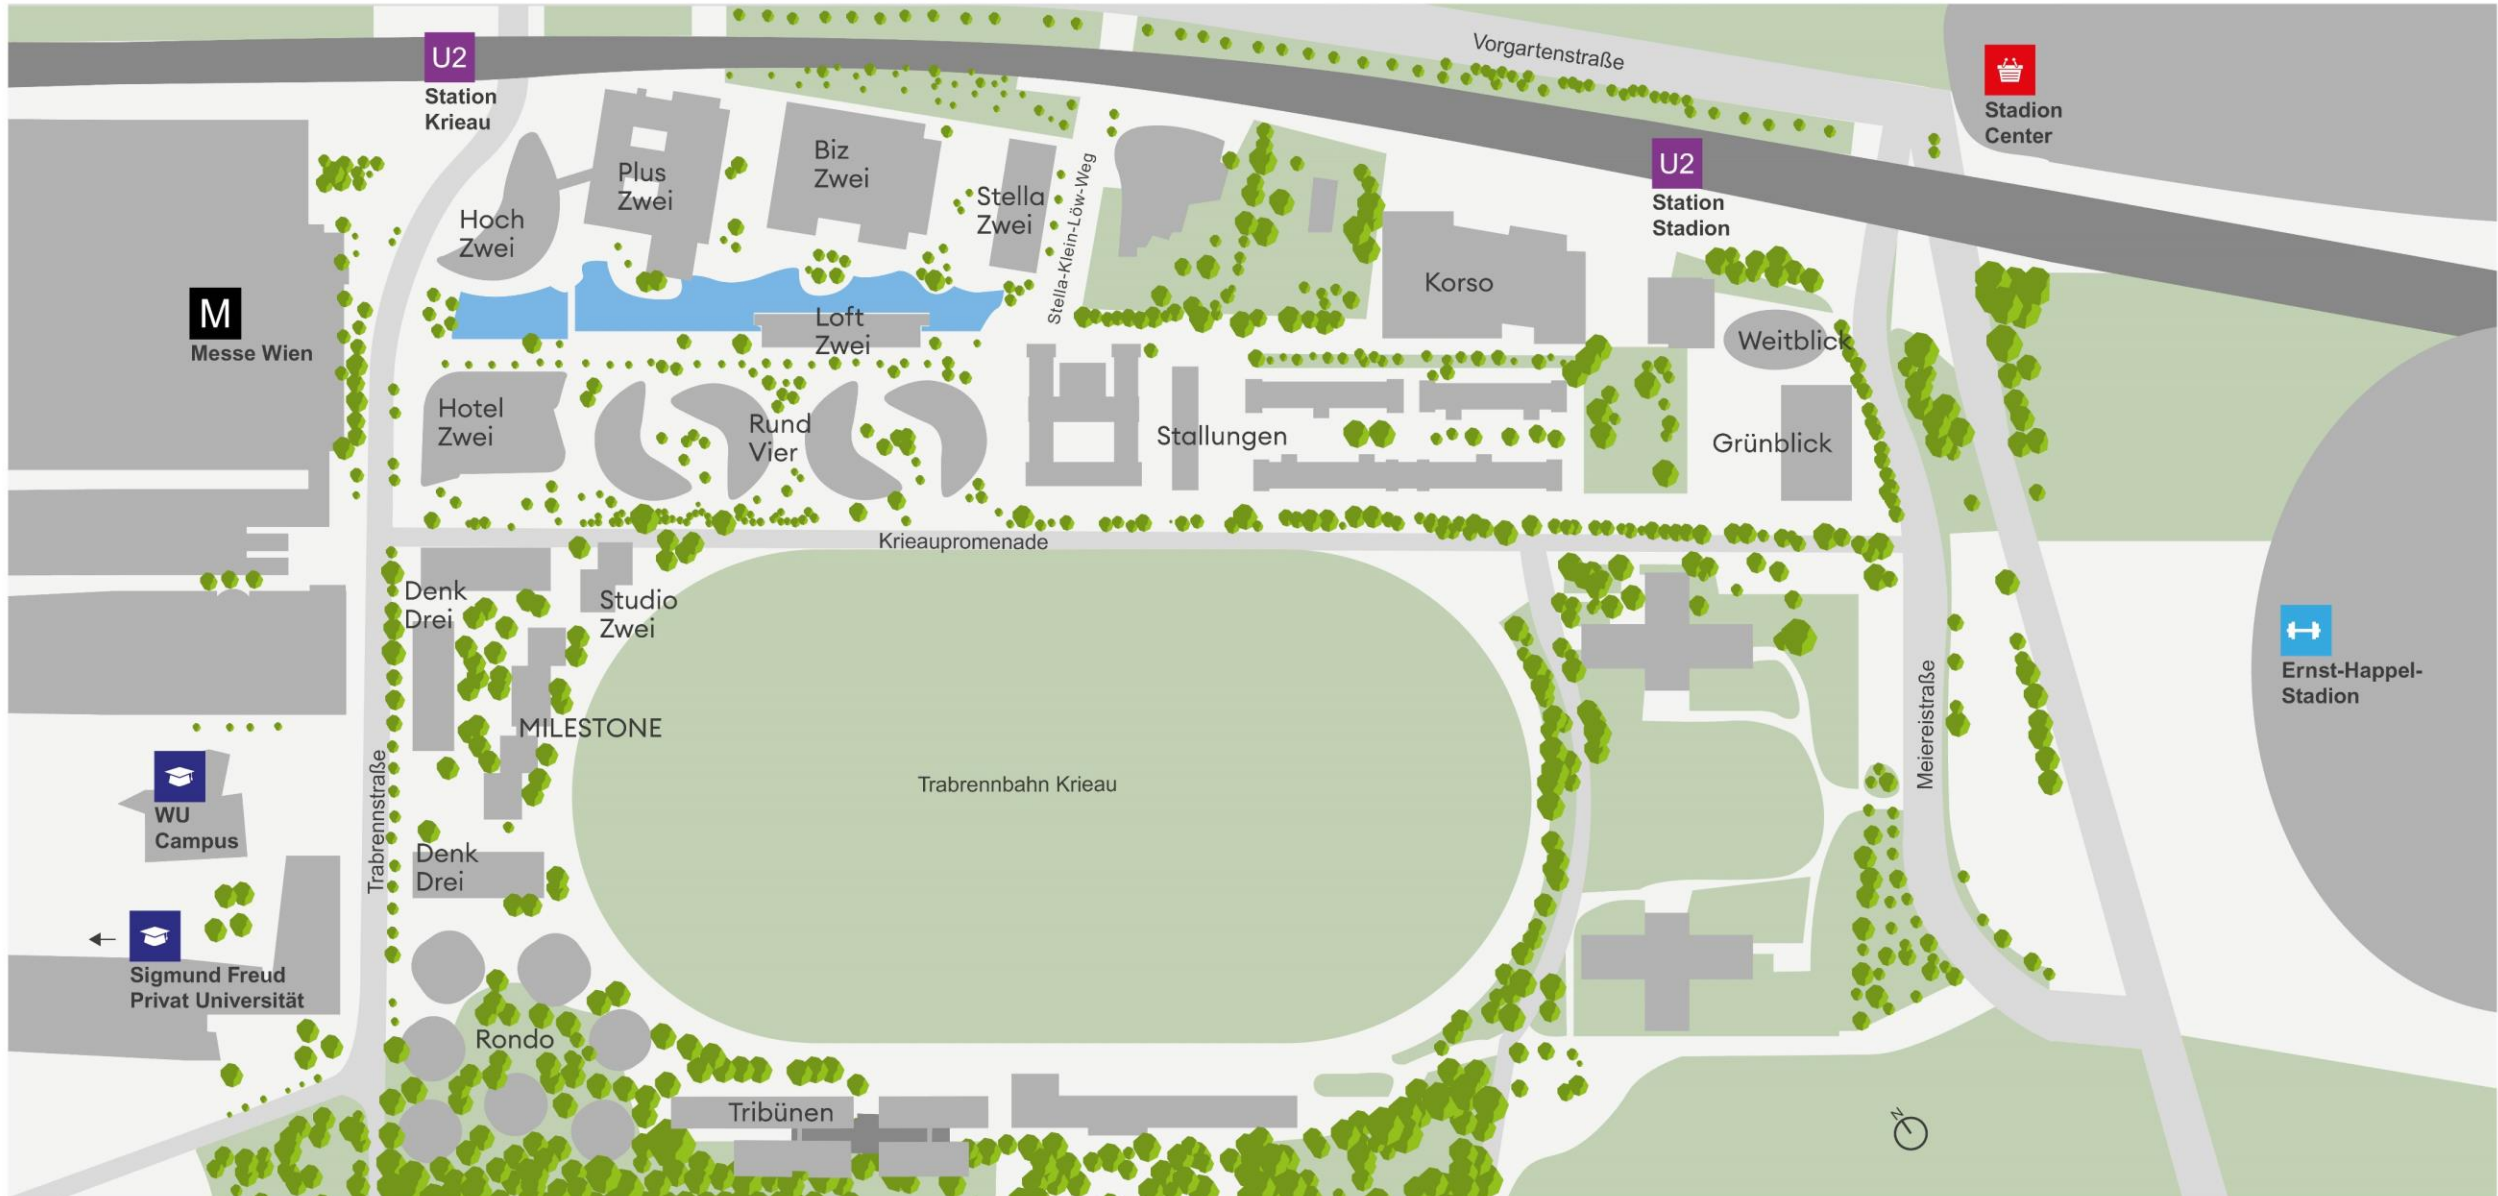 U2
Station
Krieau
Vorgartenstraße
Stadion
Center
U2
Station
Stadion
Plus
Zwei
Biz
Zwei
Stella
Zwei
Stella-Klein-Löw-Weg
Hoch
Zwei
Korso
M
Messe Wien
Loft
Zwei
Weitblick
Hotel
Zwei
Rund
Vier
Stallungen
Grünblick
Krieaupromenade
Denk
Drei
Studio
Zwei
MILESTONE
Trabrennbahn Krieau
Trabrennstraße
Meiereistraße
Ernst-Happel-
Stadion
WU
Campus
Denk
Drei
Sigmund Freud
Privat Universität
Rondo
Tribünen
N